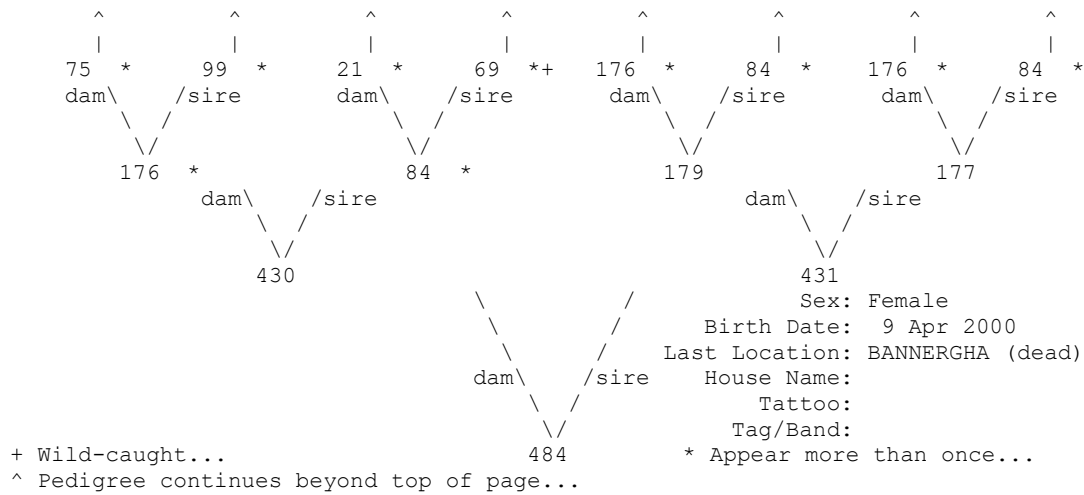 ^ ^ ^ ^ ^ ^ ^ ^
| | | | | | | |
75 * 99 * 21 * 69 *+ 176 * 84 * 176 * 84 *
dam\ /sire dam\ /sire dam\ /sire dam\ /sire
\ / \ / \ / \ /
\/ \/ \/ \/
176 * 84 * 179 177
dam\ /sire dam\ /sire
\ / \ /
\/ \/
430 431
\ / Sex: Female
\ / Birth Date: 9 Apr 2000
\ / Last Location: BANNERGHA (dead)
dam\ /sire House Name:
\ / Tattoo:
\/ Tag/Band:
+ Wild-caught... 484 * Appear more than once...
^ Pedigree continues beyond top of page...